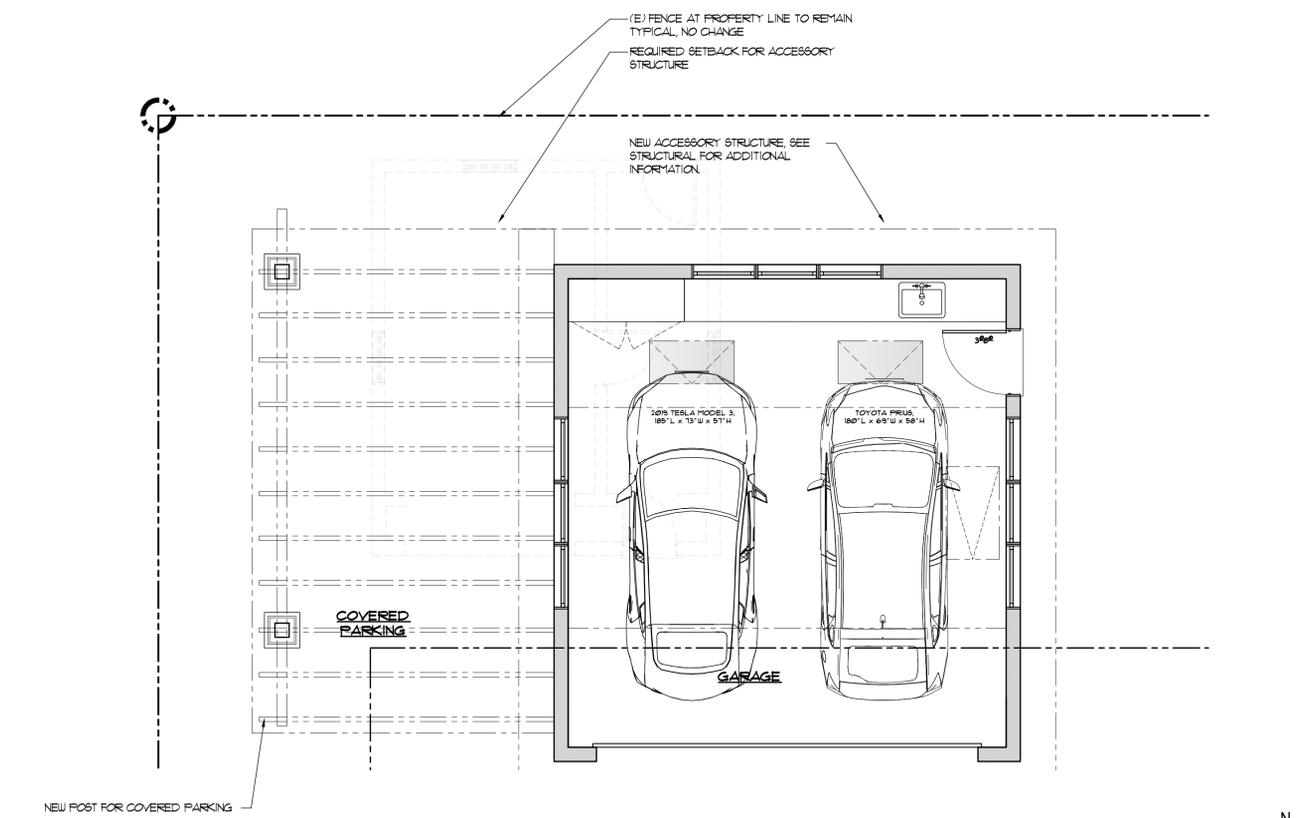 (E) FENCE AT PROPERTY LINE TO REMAIN
TYPICAL, NO CHANGE
REQUIRED SETBACK FOR ACCESSORY
STRUCTURE
NEW ACCESSORY STRUCTURE, SEE
STRUCTURAL FOR ADDITIONAL
INFORMATION.
3068
2019 TESLA MODEL 3,
185"L x 73"W x 57"H
TOYOTA PRIUS,
180"L x 69"W x 58"H
COVERED
PARKING
GARAGE
NEW POST FOR COVERED PARKING
N